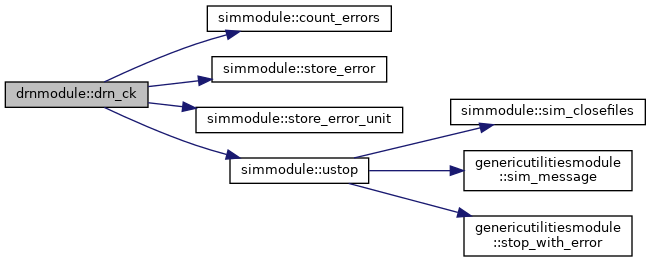 simmodule::count_errors
simmodule::store_error
drnmodule::drn_ck
simmodule::store_error_unit
simmodule::ustop
simmodule::sim_closefiles
genericutilitiesmodule
::sim_message
genericutilitiesmodule
::stop_with_error